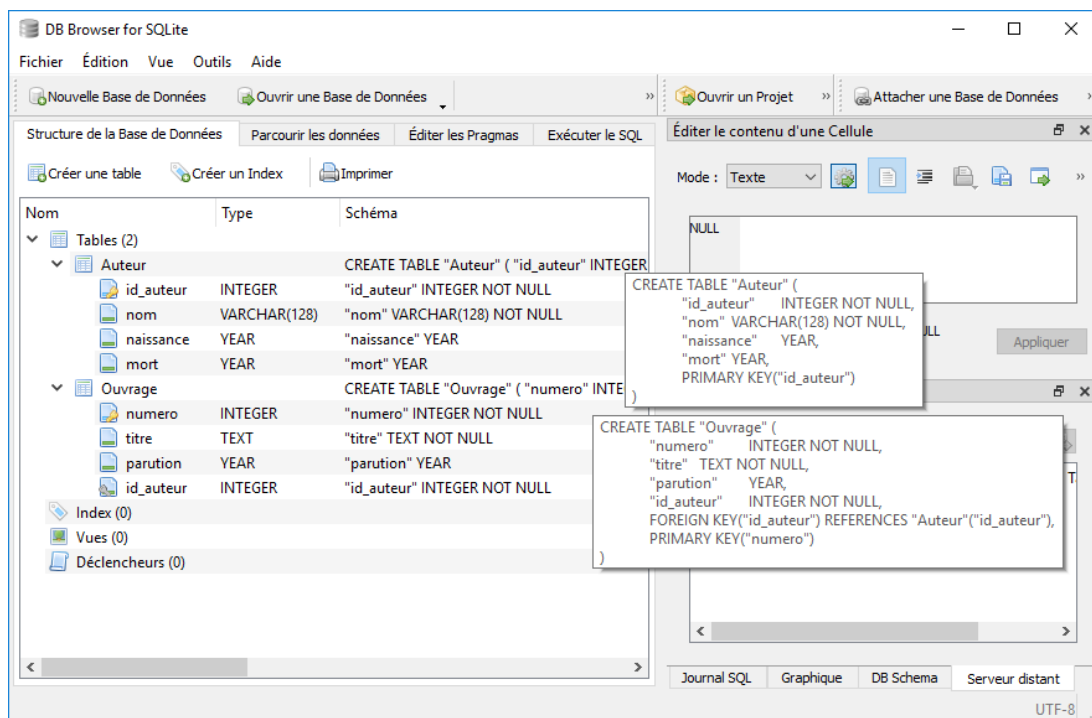 DB Browser for SQLite
Fichier Édition Vue Outils Aide
Nouvelle Base de Données Ouvrir une Base de Données » Ouvrir un Projet » Attacher une Base de Données »
Structure de la Base de Données Parcourir les données Éditer les Pragmas Exécuter le SQL
Créer une table Créer un Index Imprimer
Nom Type Schéma
Tables (2)
Auteur CREATE TABLE "Auteur" ( "id_auteur" INTEGER
id_auteur INTEGER "id_auteur" INTEGER NOT NULL
nom VARCHAR(128) "nom" VARCHAR(128) NOT NULL
naissance YEAR "naissance" YEAR
mort YEAR "mort" YEAR
Ouvrage CREATE TABLE "Ouvrage" ( "numero" INTE
numero INTEGER "numero" INTEGER NOT NULL
titre TEXT "titre" TEXT NOT NULL
parution YEAR "parution" YEAR
id_auteur INTEGER "id_auteur" INTEGER NOT NULL
Index (0)
Vues (0)
Déclencheurs (0)
Éditer le contenu d'une Cellule
Mode : Texte »
NULL
CREATE TABLE "Auteur" (
"id_auteur" INTEGER NOT NULL,
"nom" VARCHAR(128) NOT NULL,
"naissance" YEAR,
"mort" YEAR,
PRIMARY KEY("id_auteur")
)
Appliquer
CREATE TABLE "Ouvrage" (
"numero" INTEGER NOT NULL,
"titre" TEXT NOT NULL,
"parution" YEAR,
"id_auteur" INTEGER NOT NULL,
FOREIGN KEY("id_auteur") REFERENCES "Auteur"("id_auteur"),
PRIMARY KEY("numero")
)
Journal SQL Graphique DB Schema Serveur distant
UTF-8